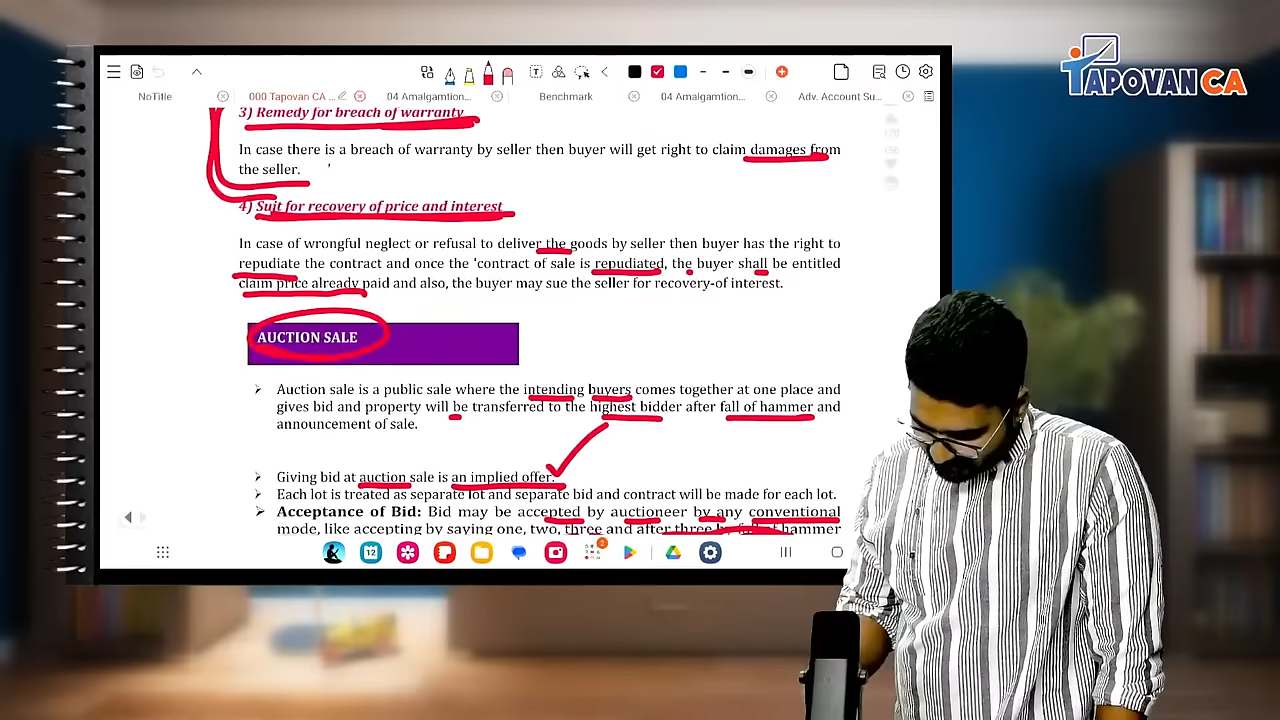 TAPOVAN CA
NoTitle
000 Tapovan CA ...
04 Amalgamtion...
Benchmark
04 Amalgamtion...
Adv. Account Su...
3) Remedy for breach of warranty
In case there is a breach of warranty by seller then buyer will get right to claim damages from
the seller.
4) Suit for recovery of price and interest
In case of wrongful neglect or refusal to deliver the goods by seller then buyer has the right to
repudiate the contract and once the 'contract of sale is repudiated, the buyer shall be entitled
claim price already paid and also, the buyer may sue the seller for recovery-of interest.
AUCTION SALE
➢ Auction sale is a public sale where the intending buyers comes together at one place and
gives bid and property will be transferred to the highest bidder after fall of hammer and
announcement of sale.
➢ Giving bid at auction sale is an implied offer.
➢ Each lot is treated as separate lot and separate bid and contract will be made for each lot.
➢ Acceptance of Bid: Bid may be accepted by auctioneer by any conventional
mode, like accepting by saying one, two, three and after three by fall of hammer
12
2